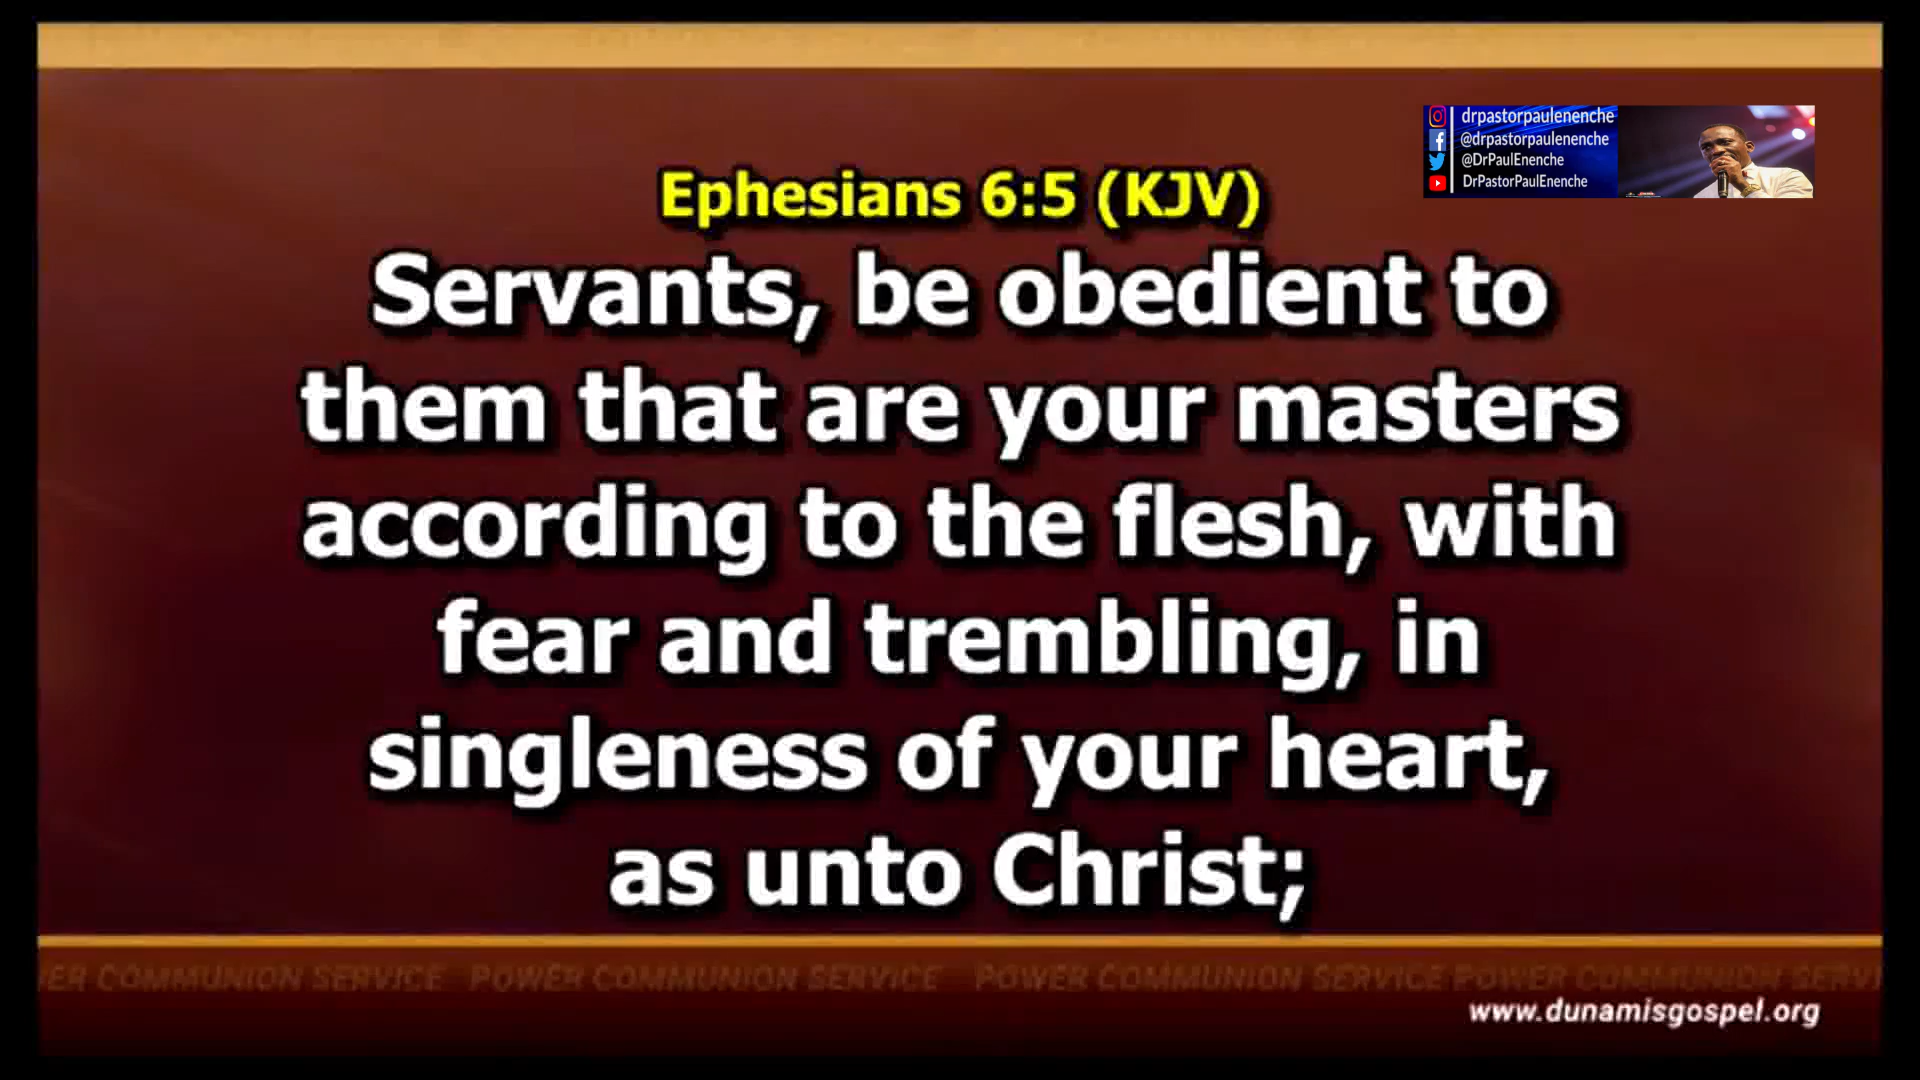 drpastorpaulenenche
@drpastorpaulenenche
@DrPaulEnenche
DrPastorPaulEnenche
Ephesians 6:5 (KJV)
Servants, be obedient to
them that are your masters
according to the flesh, with
fear and trembling, in
singleness of your heart,
as unto Christ;
ER COMMUNION SERVICE POWER COMMUNION SERVICE POWER COMMUNION SERVICE POWER COMMUNION SERVI
www.dunamisgospel.org